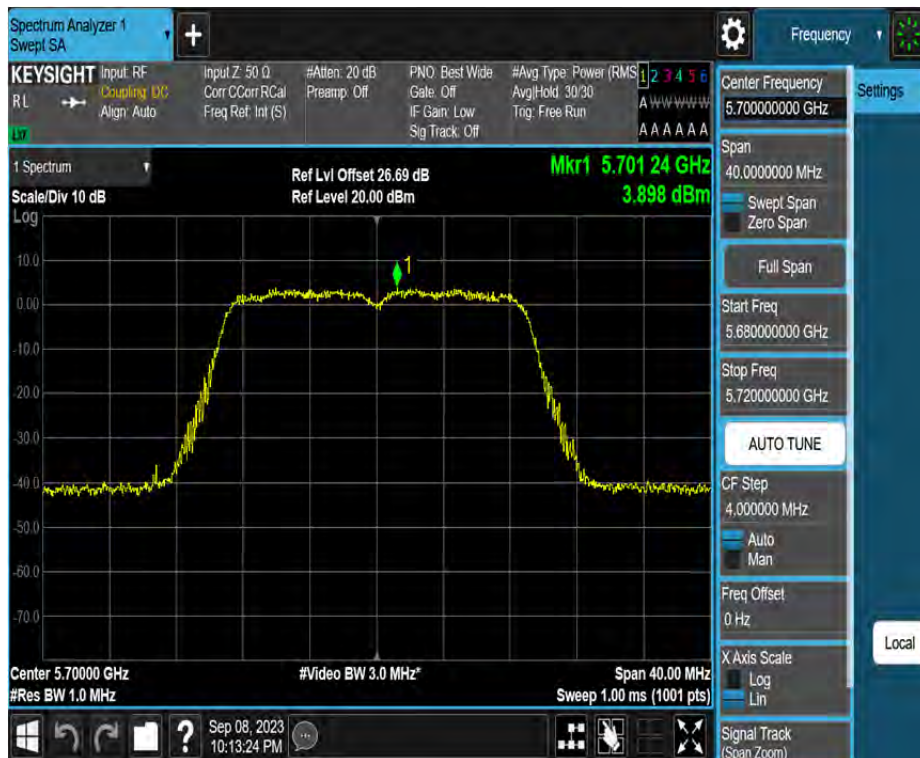 Spectrum Analyzer 1
Swept SA
+
Frequency
KEYSIGHT
RL
LXI
Input: RF
Coupling: DC
Align: Auto
Input Z: 50 Ω
Corr CCorr RCal
Freq Ref: Int (S)
#Atten: 20 dB
Preamp: Off
PNO: Best Wide
Gate: Off
IF Gain: Low
Sig Track: Off
#Avg Type: Power (RMS
Avg|Hold: 30/30
Trig: Free Run
1 2 3 4 5 6
A W W W W W
A A A A A A
1 Spectrum
Scale/Div 10 dB
Log
Ref Lvl Offset 26.69 dB
Ref Level 20.00 dBm
Mkr1 5.701 24 GHz
3.898 dBm
1
10.0
0.00
-10.0
-20.0
-30.0
-40.0
-50.0
-60.0
-70.0
Center 5.70000 GHz
#Res BW 1.0 MHz
#Video BW 3.0 MHz*
Span 40.00 MHz
Sweep 1.00 ms (1001 pts)
?
Sep 08, 2023
10:13:24 PM
Center Frequency
5.700000000 GHz
Span
40.0000000 MHz
Swept Span
Zero Span
Full Span
Start Freq
5.680000000 GHz
Stop Freq
5.720000000 GHz
AUTO TUNE
CF Step
4.000000 MHz
Auto
Man
Freq Offset
0 Hz
X Axis Scale
Log
Lin
Signal Track
(Span Zoom)
Settings
Local